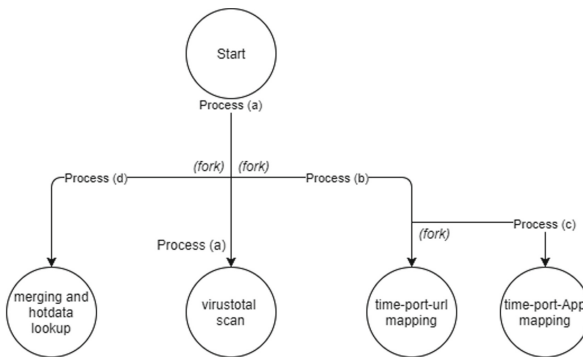 Start
Process (a)
(fork) (fork)
Process (d)
Process (b)
(fork)
Process (c)
Process (a)
merging and
hotdata
lookup
virustotal
scan
time-port-url
mapping
time-port-App
mapping